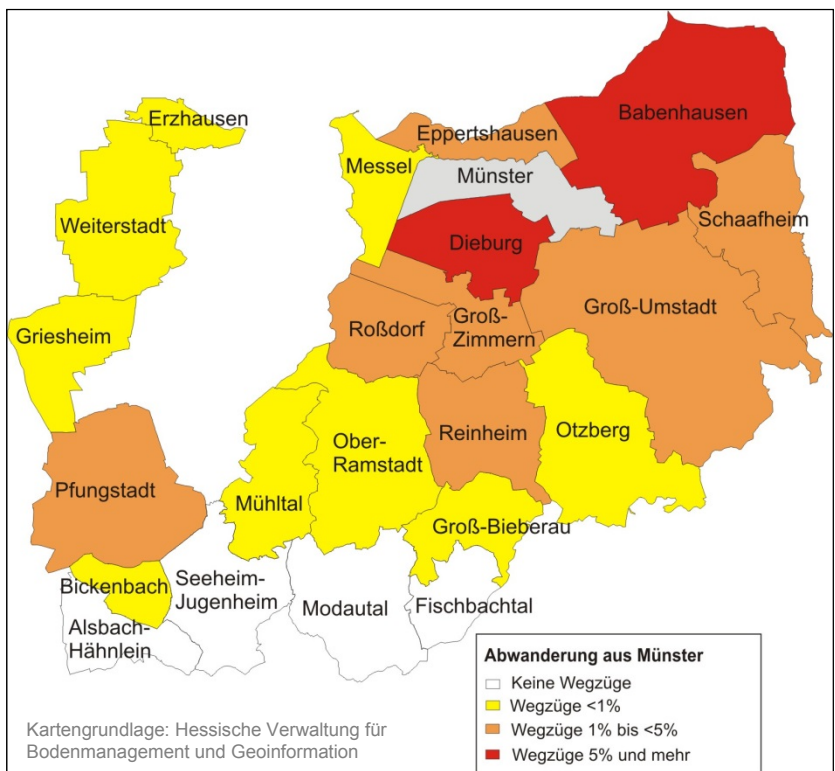 Erzhausen
Eppertshausen
Babenhausen
Messel
Münster
Weiterstadt
Schaafheim
Dieburg
Groß-Umstadt
Griesheim
Roßdorf
Groß-
Zimmern
Ober-
Ramstadt
Reinheim
Otzberg
Pfungstadt
Mühltal
Groß-Bieberau
Bickenbach
Seeheim-
Jugenheim
Modautal
Fischbachtal
Alsbach-
Hähnlein
Abwanderung aus Münster
Keine Wegzüge
Wegzüge <1%
Wegzüge 1% bis <5%
Wegzüge 5% und mehr
Kartengrundlage: Hessische Verwaltung für
Bodenmanagement und Geoinformation